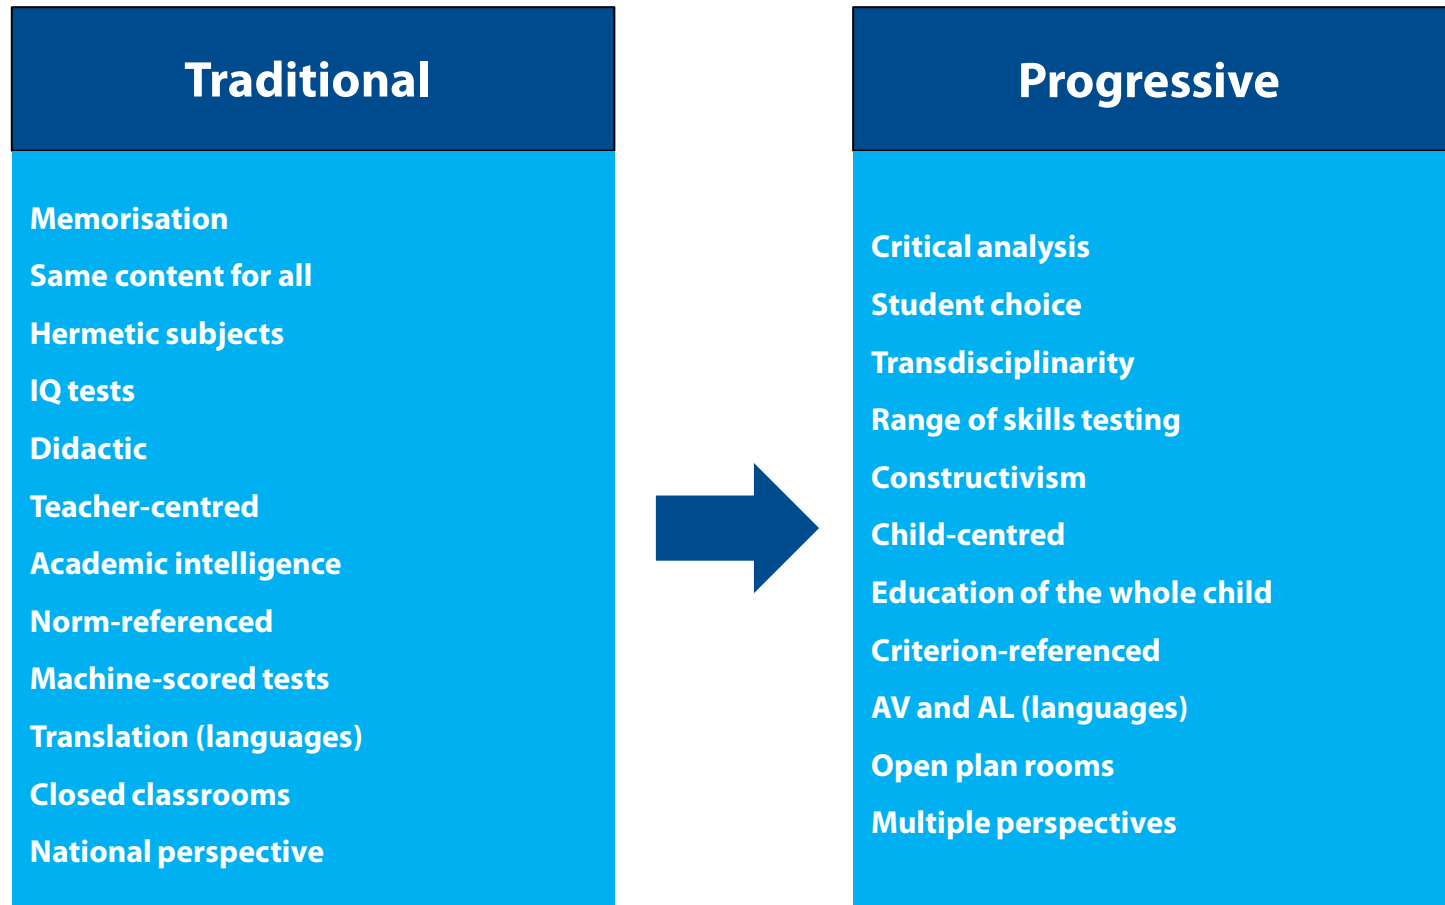 Traditional
Memorisation
Same content for all
Hermetic subjects
IQ tests
Didactic
Teacher-centred
Academic intelligence
Norm-referenced
Machine-scored tests
Translation (languages)
Closed classrooms
National perspective
Progressive
Critical analysis
Student choice
Transdisciplinarity
Range of skills testing
Constructivism
Child-centred
Education of the whole child
Criterion-referenced
AV and AL (languages)
Open plan rooms
Multiple perspectives